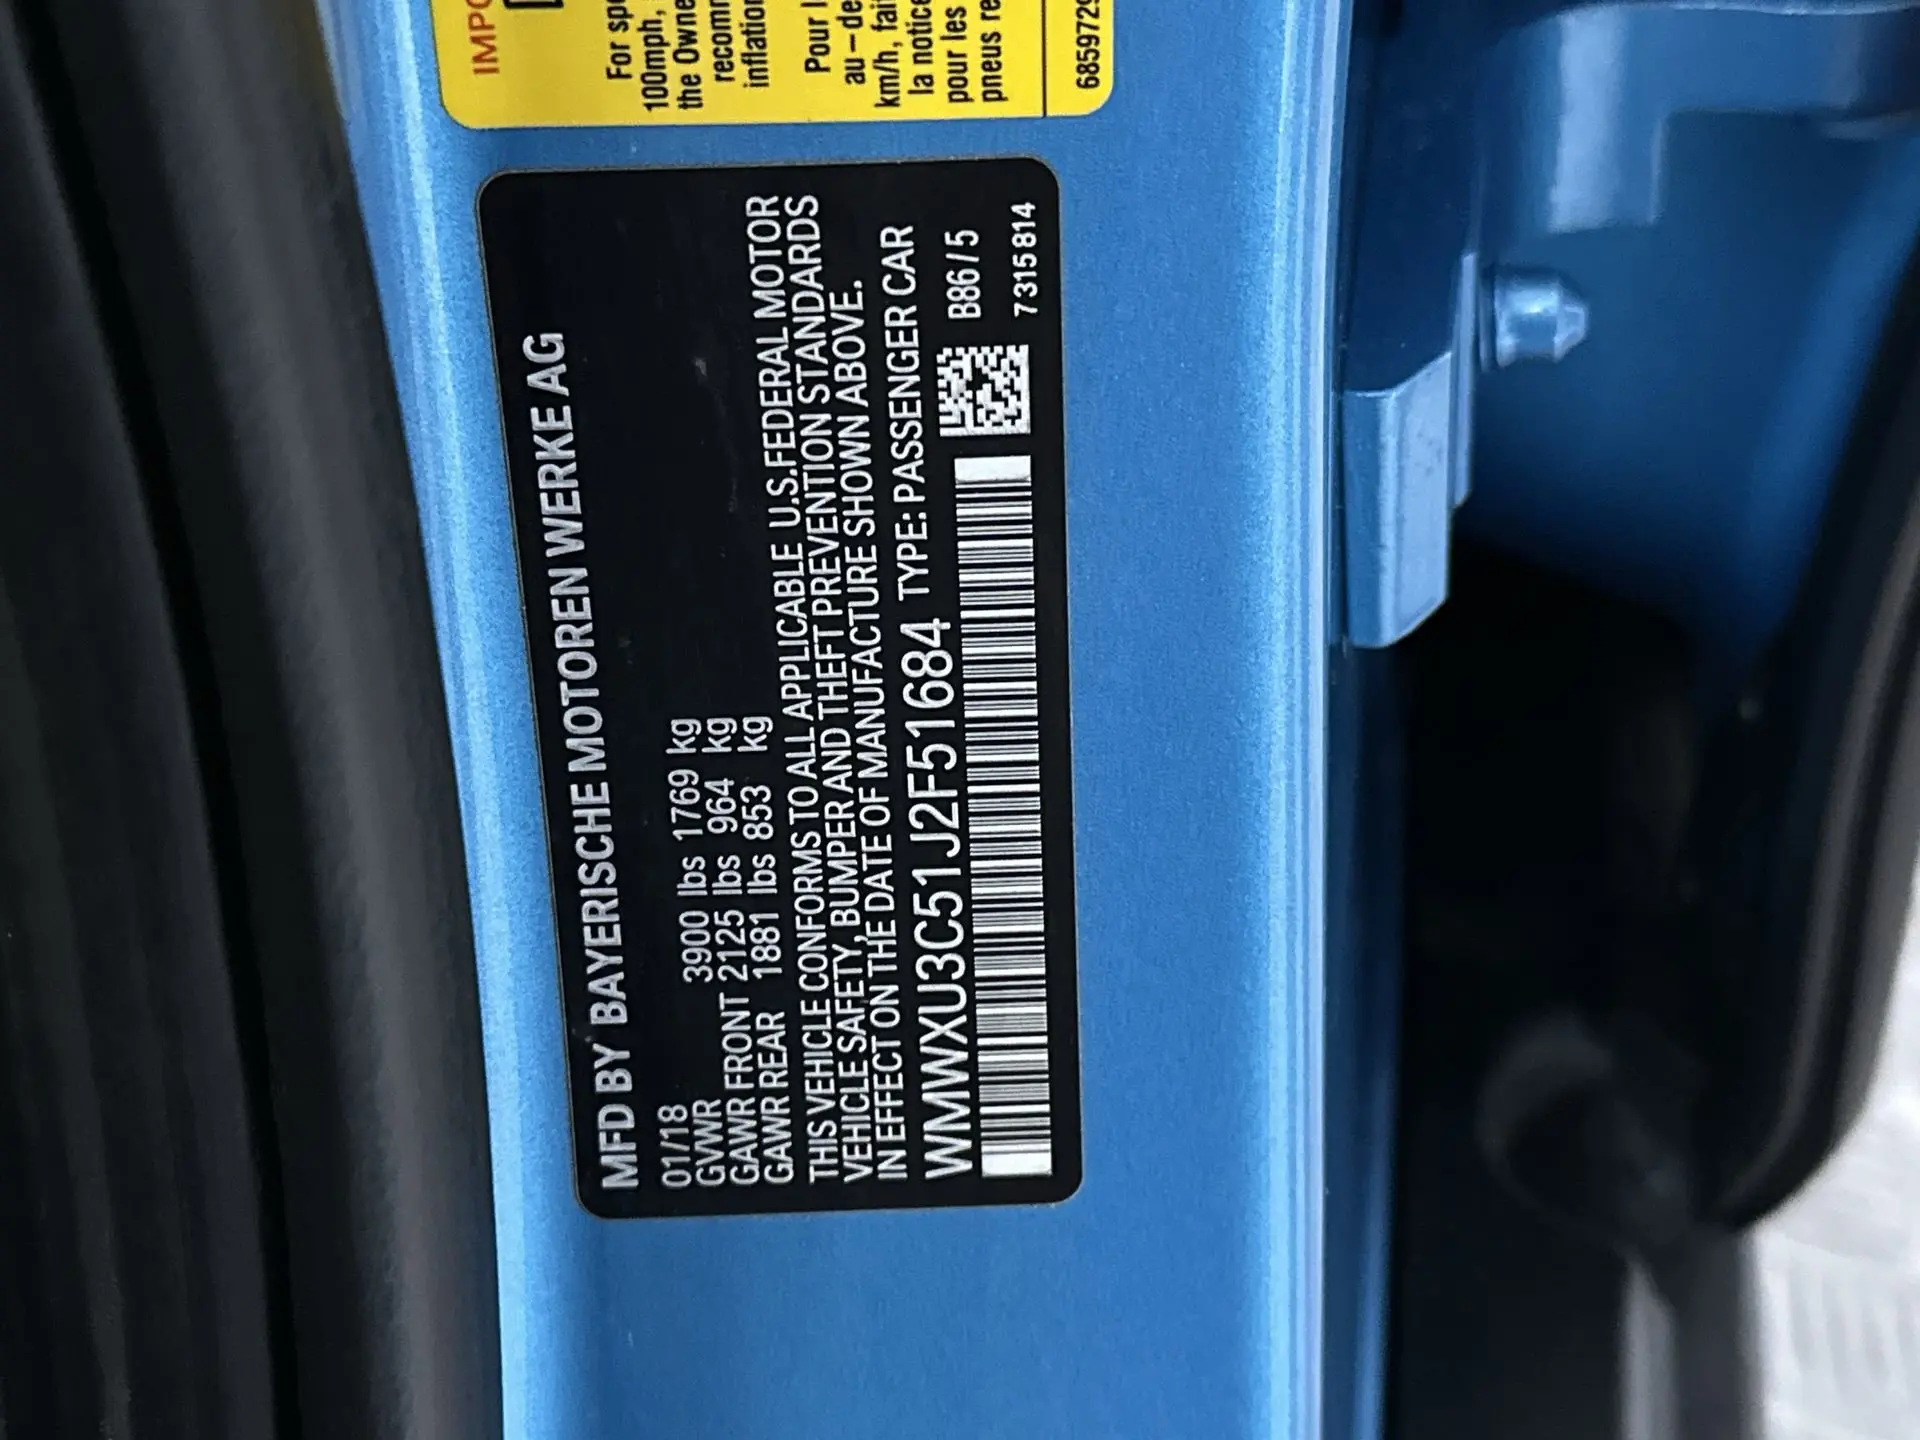 IMPO
For spe
100mph,
the Owne
recomm
inflation
Pour l
au-de
km/h, fai
la notice
pour les
pneus re
6859729
MFD BY BAYERISCHE MOTOREN WERKE AG
01/18
GVWR 3900 lbs 1769 kg
GAWR FRONT 2125 lbs 964 kg
GAWR REAR 1881 lbs 853 kg
THIS VEHICLE CONFORMS TO ALL APPLICABLE U.S. FEDERAL MOTOR
VEHICLE SAFETY, BUMPER AND THEFT PREVENTION STANDARDS
IN EFFECT ON THE DATE OF MANUFACTURE SHOWN ABOVE.
WMWXU3C51J2F51684 TYPE: PASSENGER CAR
B86/5
7315814